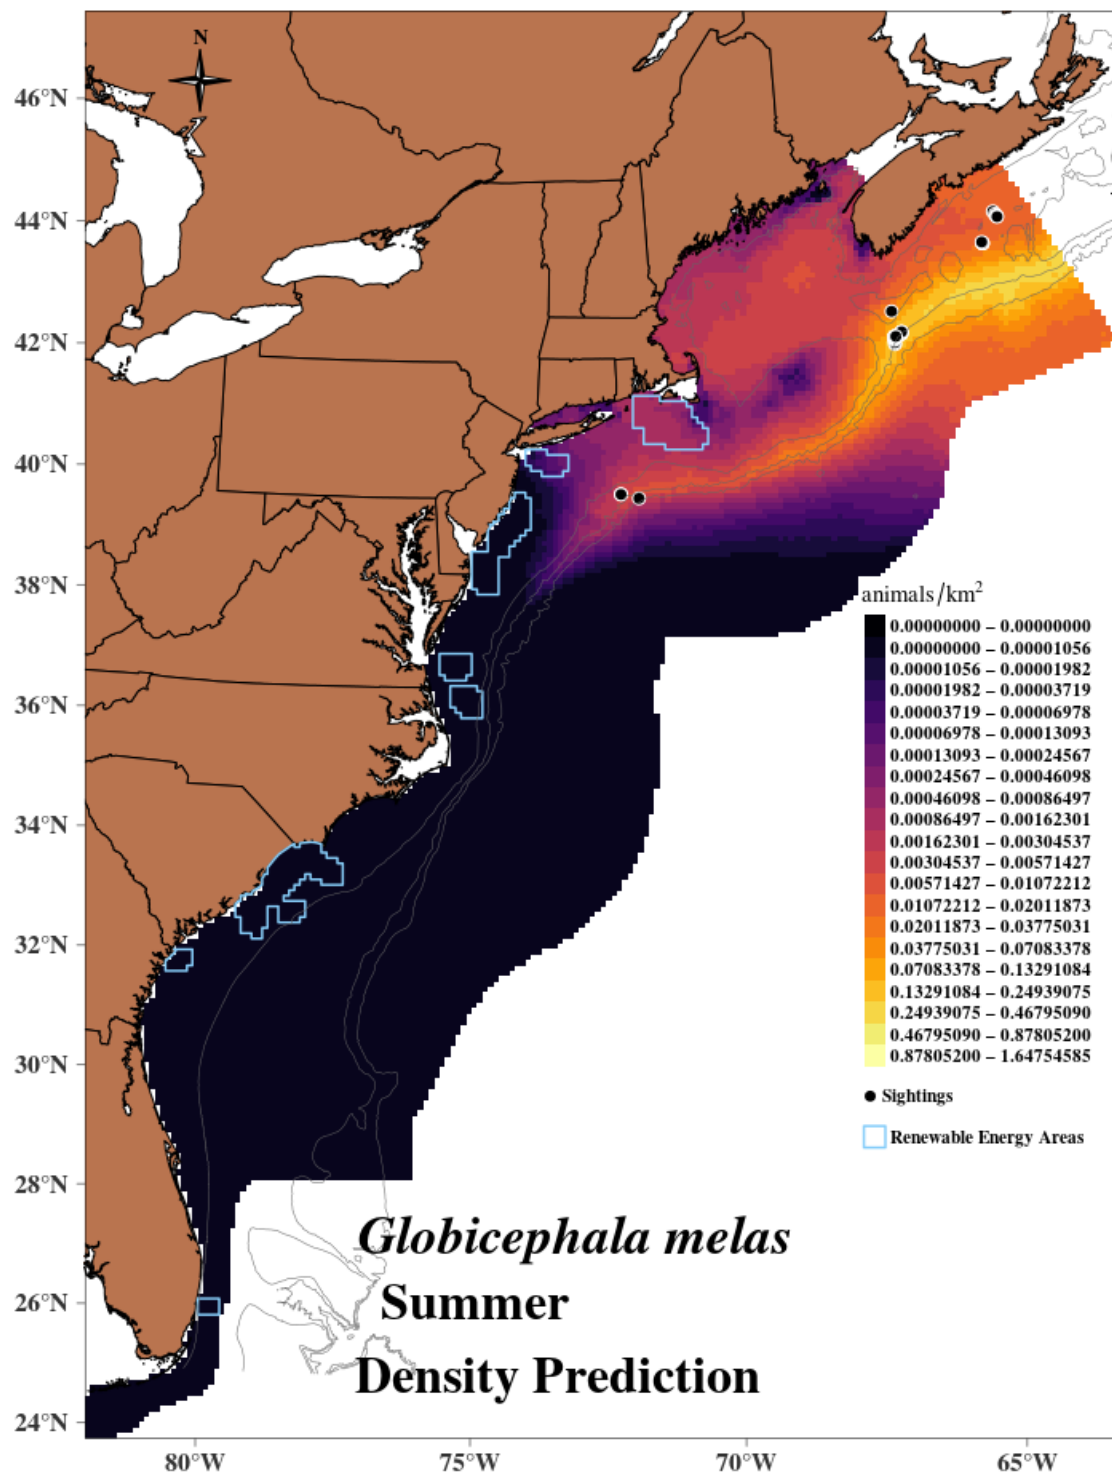 N
46°N
44°N
42°N
40°N
38°N
36°N
34°N
32°N
30°N
28°N
26°N
24°N
80°W
75°W
70°W
65°W
animals/km²
0.00000000 – 0.00000000
0.00000000 – 0.00001056
0.00001056 – 0.00001982
0.00001982 – 0.00003719
0.00003719 – 0.00006978
0.00006978 – 0.00013093
0.00013093 – 0.00024567
0.00024567 – 0.00046098
0.00046098 – 0.00086497
0.00086497 – 0.00162301
0.00162301 – 0.00304537
0.00304537 – 0.00571427
0.00571427 – 0.01072212
0.01072212 – 0.02011873
0.02011873 – 0.03775031
0.03775031 – 0.07083378
0.07083378 – 0.13291084
0.13291084 – 0.24939075
0.24939075 – 0.46795090
0.46795090 – 0.87805200
0.87805200 – 1.64754585
Sightings
Renewable Energy Areas
Globicephala melas
Summer
Density Prediction